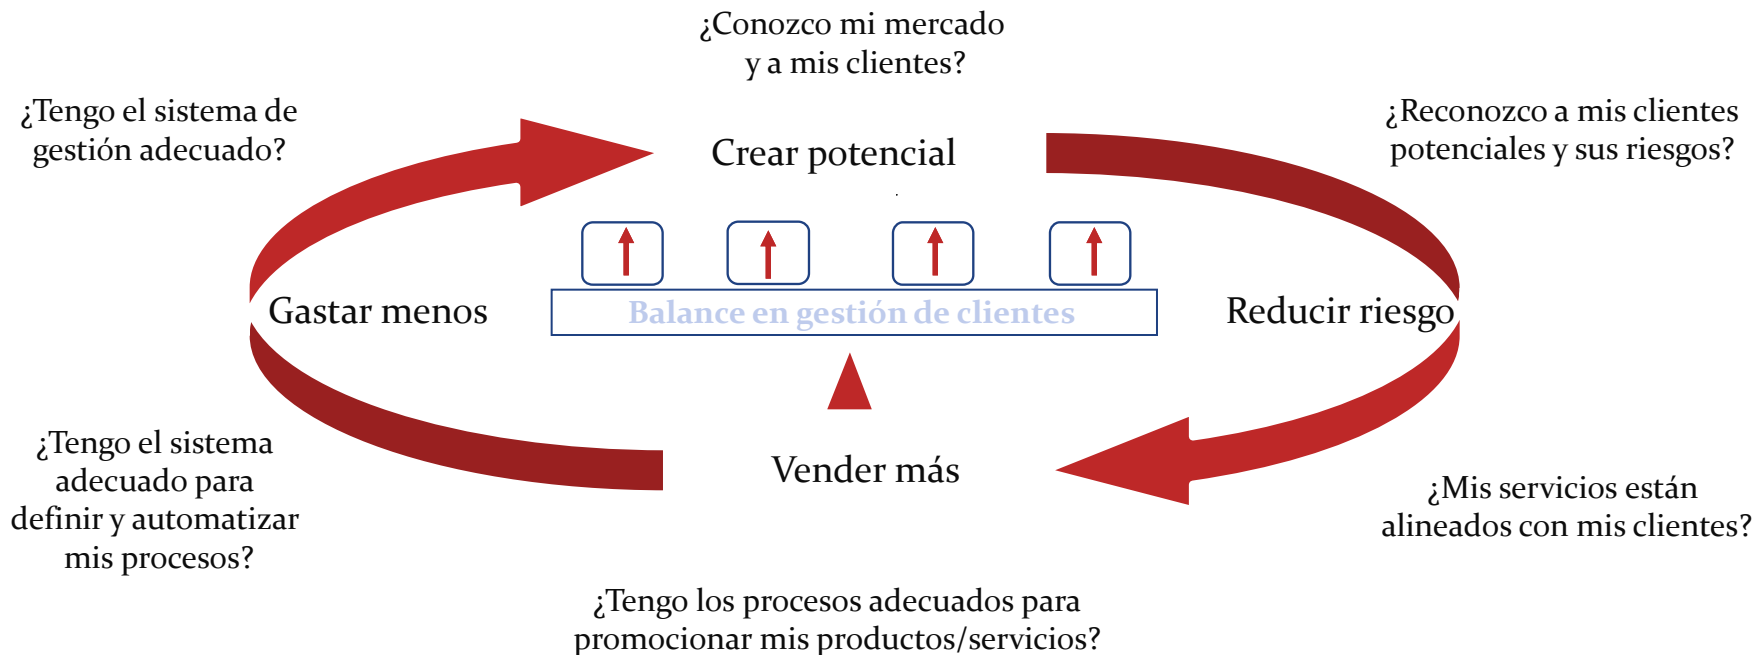 ¿Conozco mi mercado
y a mis clientes?
¿Tengo el sistema de
gestión adecuado?
Crear potencial
¿Reconozco a mis clientes
potenciales y sus riesgos?
Gastar menos
Balance en gestión de clientes
Reducir riesgo
¿Tengo el sistema
adecuado para
definir y automatizar
mis procesos?
Vender más
¿Mis servicios están
alineados con mis clientes?
¿Tengo los procesos adecuados para
promocionar mis productos/servicios?